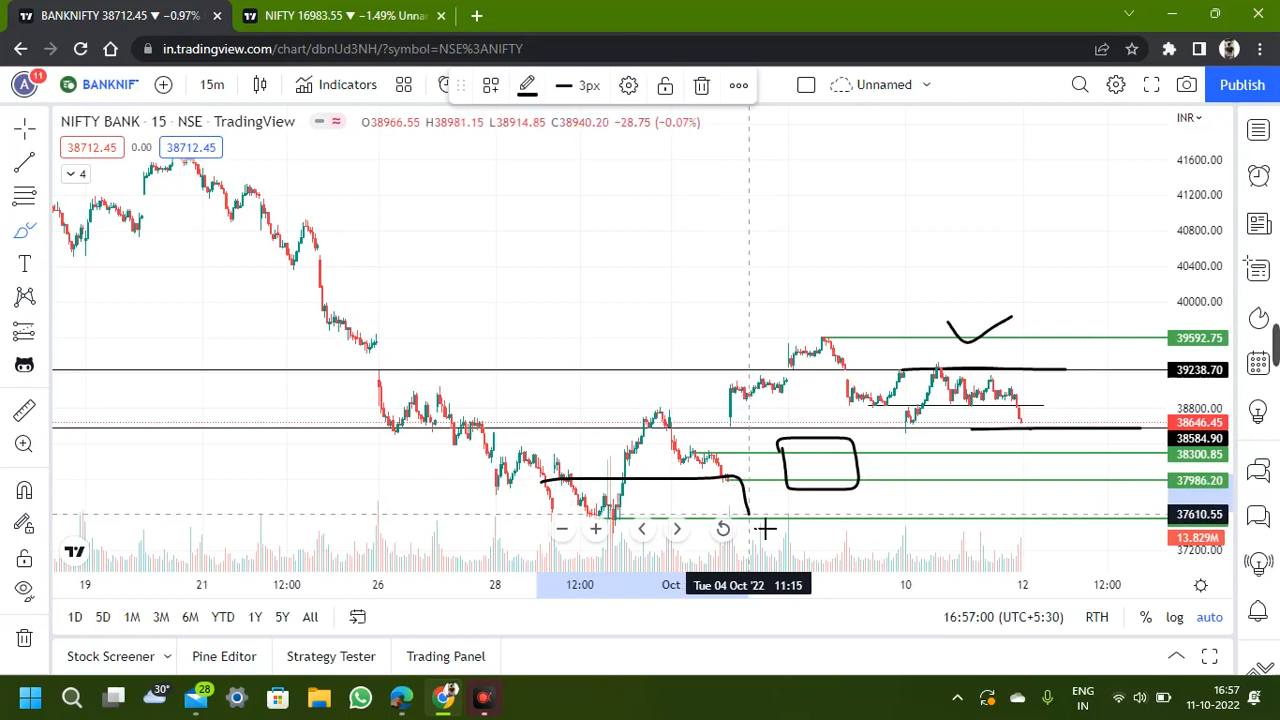 BANKNIFTY 38712.45 ▼ −0.97% ×
NIFTY 16983.55 ▼ −1.49% Unnar ×
in.tradingview.com/chart/dbnUd3NH/?symbol=NSE%3ANIFTY
A 11 BANKNIF 15m Indicators 3px Unnamed Publish
NIFTY BANK · 15 · NSE · TradingView O38966.55 H38981.15 L38914.85 C38940.20 −28.75 (−0.07%) INR
38712.45 0.00 38712.45
4
41600.00
41200.00
40800.00
40400.00
40000.00
39592.75
39238.70
38800.00
38646.45
38584.90
38300.85
37986.20
37610.55
13.829M
37200.00
19 21 12:00 26 28 12:00 Oct Tue 04 Oct '22 11:15 10 12 12:00
1D 5D 1M 3M 6M YTD 1Y 5Y All 16:57:00 (UTC+5:30) RTH % log auto
Stock Screener Pine Editor Strategy Tester Trading Panel
30° 28 ENG
IN 16:57
11-10-2022